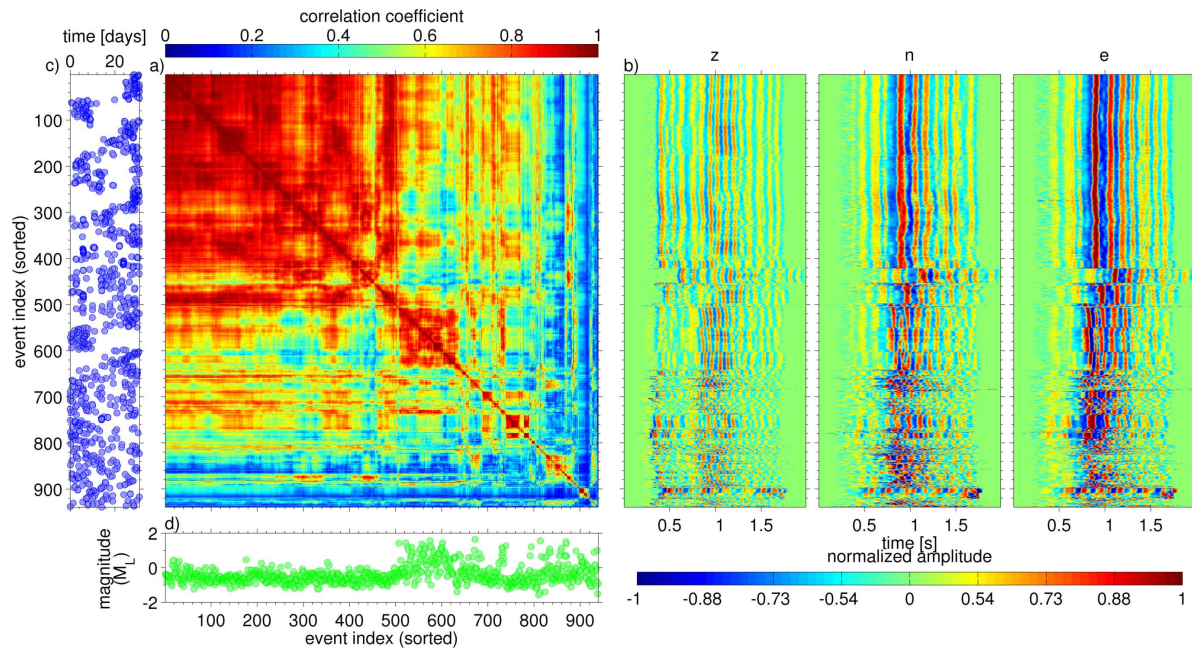 correlation coefficient
time [days] 0 0.2 0.4 0.6 0.8 1
c) 0 20 a) b) z n e
100
200
300
400
500
600
700
800
900
event index (sorted)
0.5 1 1.5 0.5 1 1.5 0.5 1 1.5
time [s]
d)
2
0
-2
magnitude
(M_L)
100 200 300 400 500 600 700 800 900
event index (sorted)
normalized amplitude
-1 -0.88 -0.73 -0.54 0 0.54 0.73 0.88 1